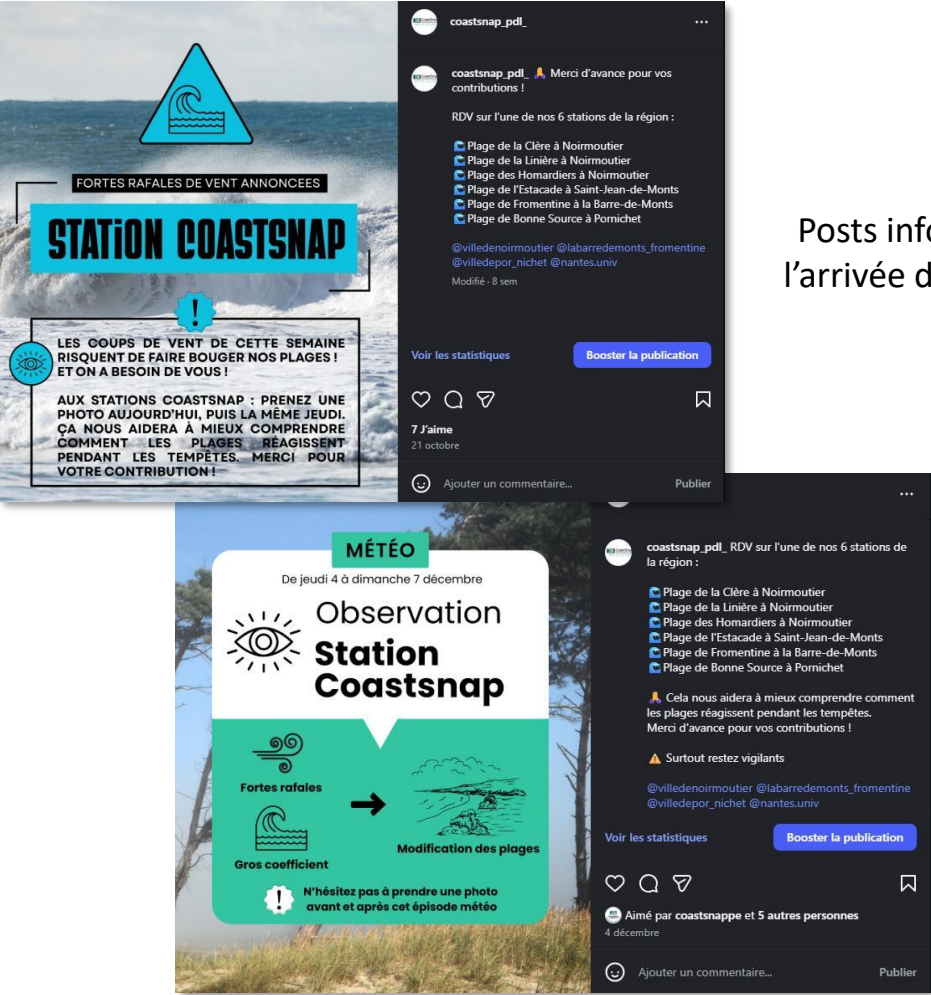 coastsnap_pdl_
coastsnap_pdl_ 🙏 Merci d'avance pour vos
contributions !
RDV sur l'une de nos 6 stations de la région :
🌊 Plage de la Clère à Noirmoutier
🌊 Plage de la Linière à Noirmoutier
🌊 Plage des Homardiers à Noirmoutier
🌊 Plage de l'Estacade à Saint-Jean-de-Monts
🌊 Plage de Fromentine à la Barre-de-Monts
🌊 Plage de Bonne Source à Pornichet
@villedenoirmoutier @labarredemonts_fromentine
@villedepor_nichet @nantes.univ
Modifié · 8 sem
Voir les statistiques
Booster la publication
7 J'aime
21 octobre
Ajouter un commentaire...
Publier
FORTES RAFALES DE VENT ANNONCEES
STATiON COASTSNAP
!
LES COUPS DE VENT DE CETTE SEMAINE
RISQUENT DE FAIRE BOUGER NOS PLAGES !
ET ON A BESOIN DE VOUS !
AUX STATIONS COASTSNAP : PRENEZ UNE
PHOTO AUJOURD'HUI, PUIS LA MÊME JEUDI.
ÇA NOUS AIDERA À MIEUX COMPRENDRE
COMMENT LES PLAGES RÉAGISSENT
PENDANT LES TEMPÊTES. MERCI POUR
VOTRE CONTRIBUTION !
Posts
l'arrivée
MÉTÉO
De jeudi 4 à dimanche 7 décembre
Observation
Station
Coastsnap
Fortes rafales
Gros coefficient
Modification des plages
! N'hésitez pas à prendre une photo
avant et après cet épisode météo
coastsnap_pdl_ RDV sur l'une de nos 6 stations de
la région :
🌊 Plage de la Clère à Noirmoutier
🌊 Plage de la Linière à Noirmoutier
🌊 Plage des Homardiers à Noirmoutier
🌊 Plage de l'Estacade à Saint-Jean-de-Monts
🌊 Plage de Fromentine à la Barre-de-Monts
🌊 Plage de Bonne Source à Pornichet
🙏 Cela nous aidera à mieux comprendre comment
les plages réagissent pendant les tempêtes.
Merci d'avance pour vos contributions !
⚠️ Surtout restez vigilants
@villedenoirmoutier @labarredemonts_fromentine
@villedepor_nichet @nantes.univ
Voir les statistiques
Booster la publication
Aimé par coastsnappe et 5 autres personnes
4 décembre
Ajouter un commentaire...
Publier